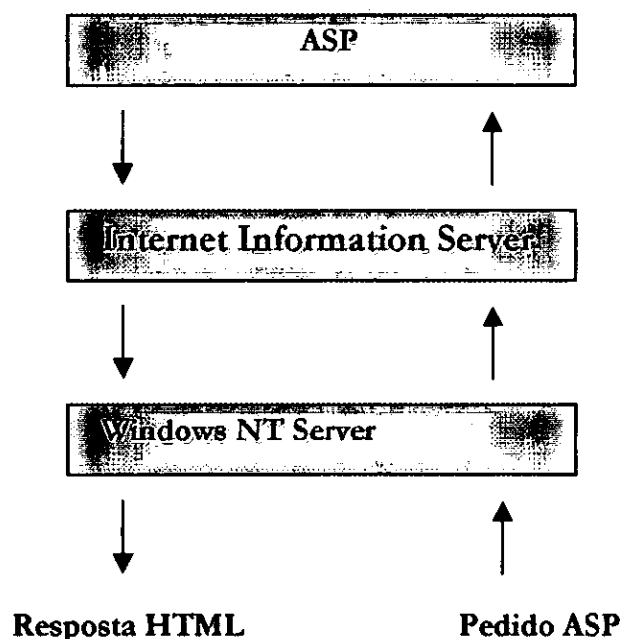 ASP
Internet Information Server
Windows NT Server
Resposta HTML
Pedido ASP